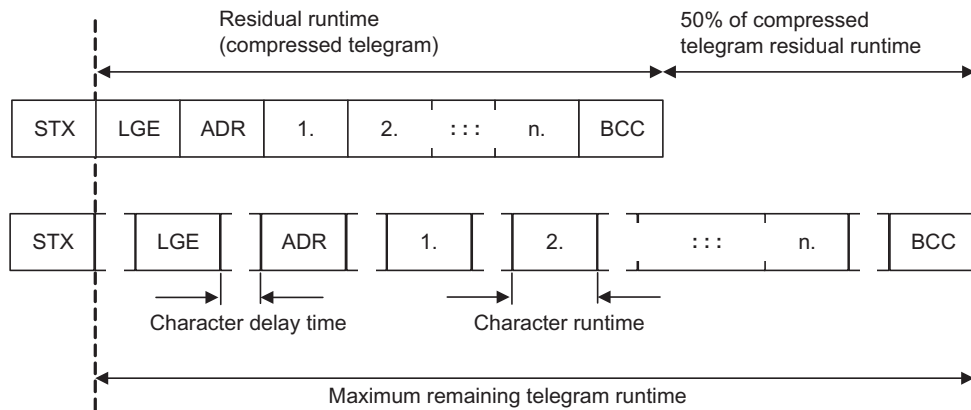 Residual runtime
(compressed telegram)
50% of compressed
telegram residual runtime
STX LGE ADR 1. 2. : : : n. BCC
STX LGE ADR 1. 2. : : : n. BCC
Character delay time Character runtime
Maximum remaining telegram runtime